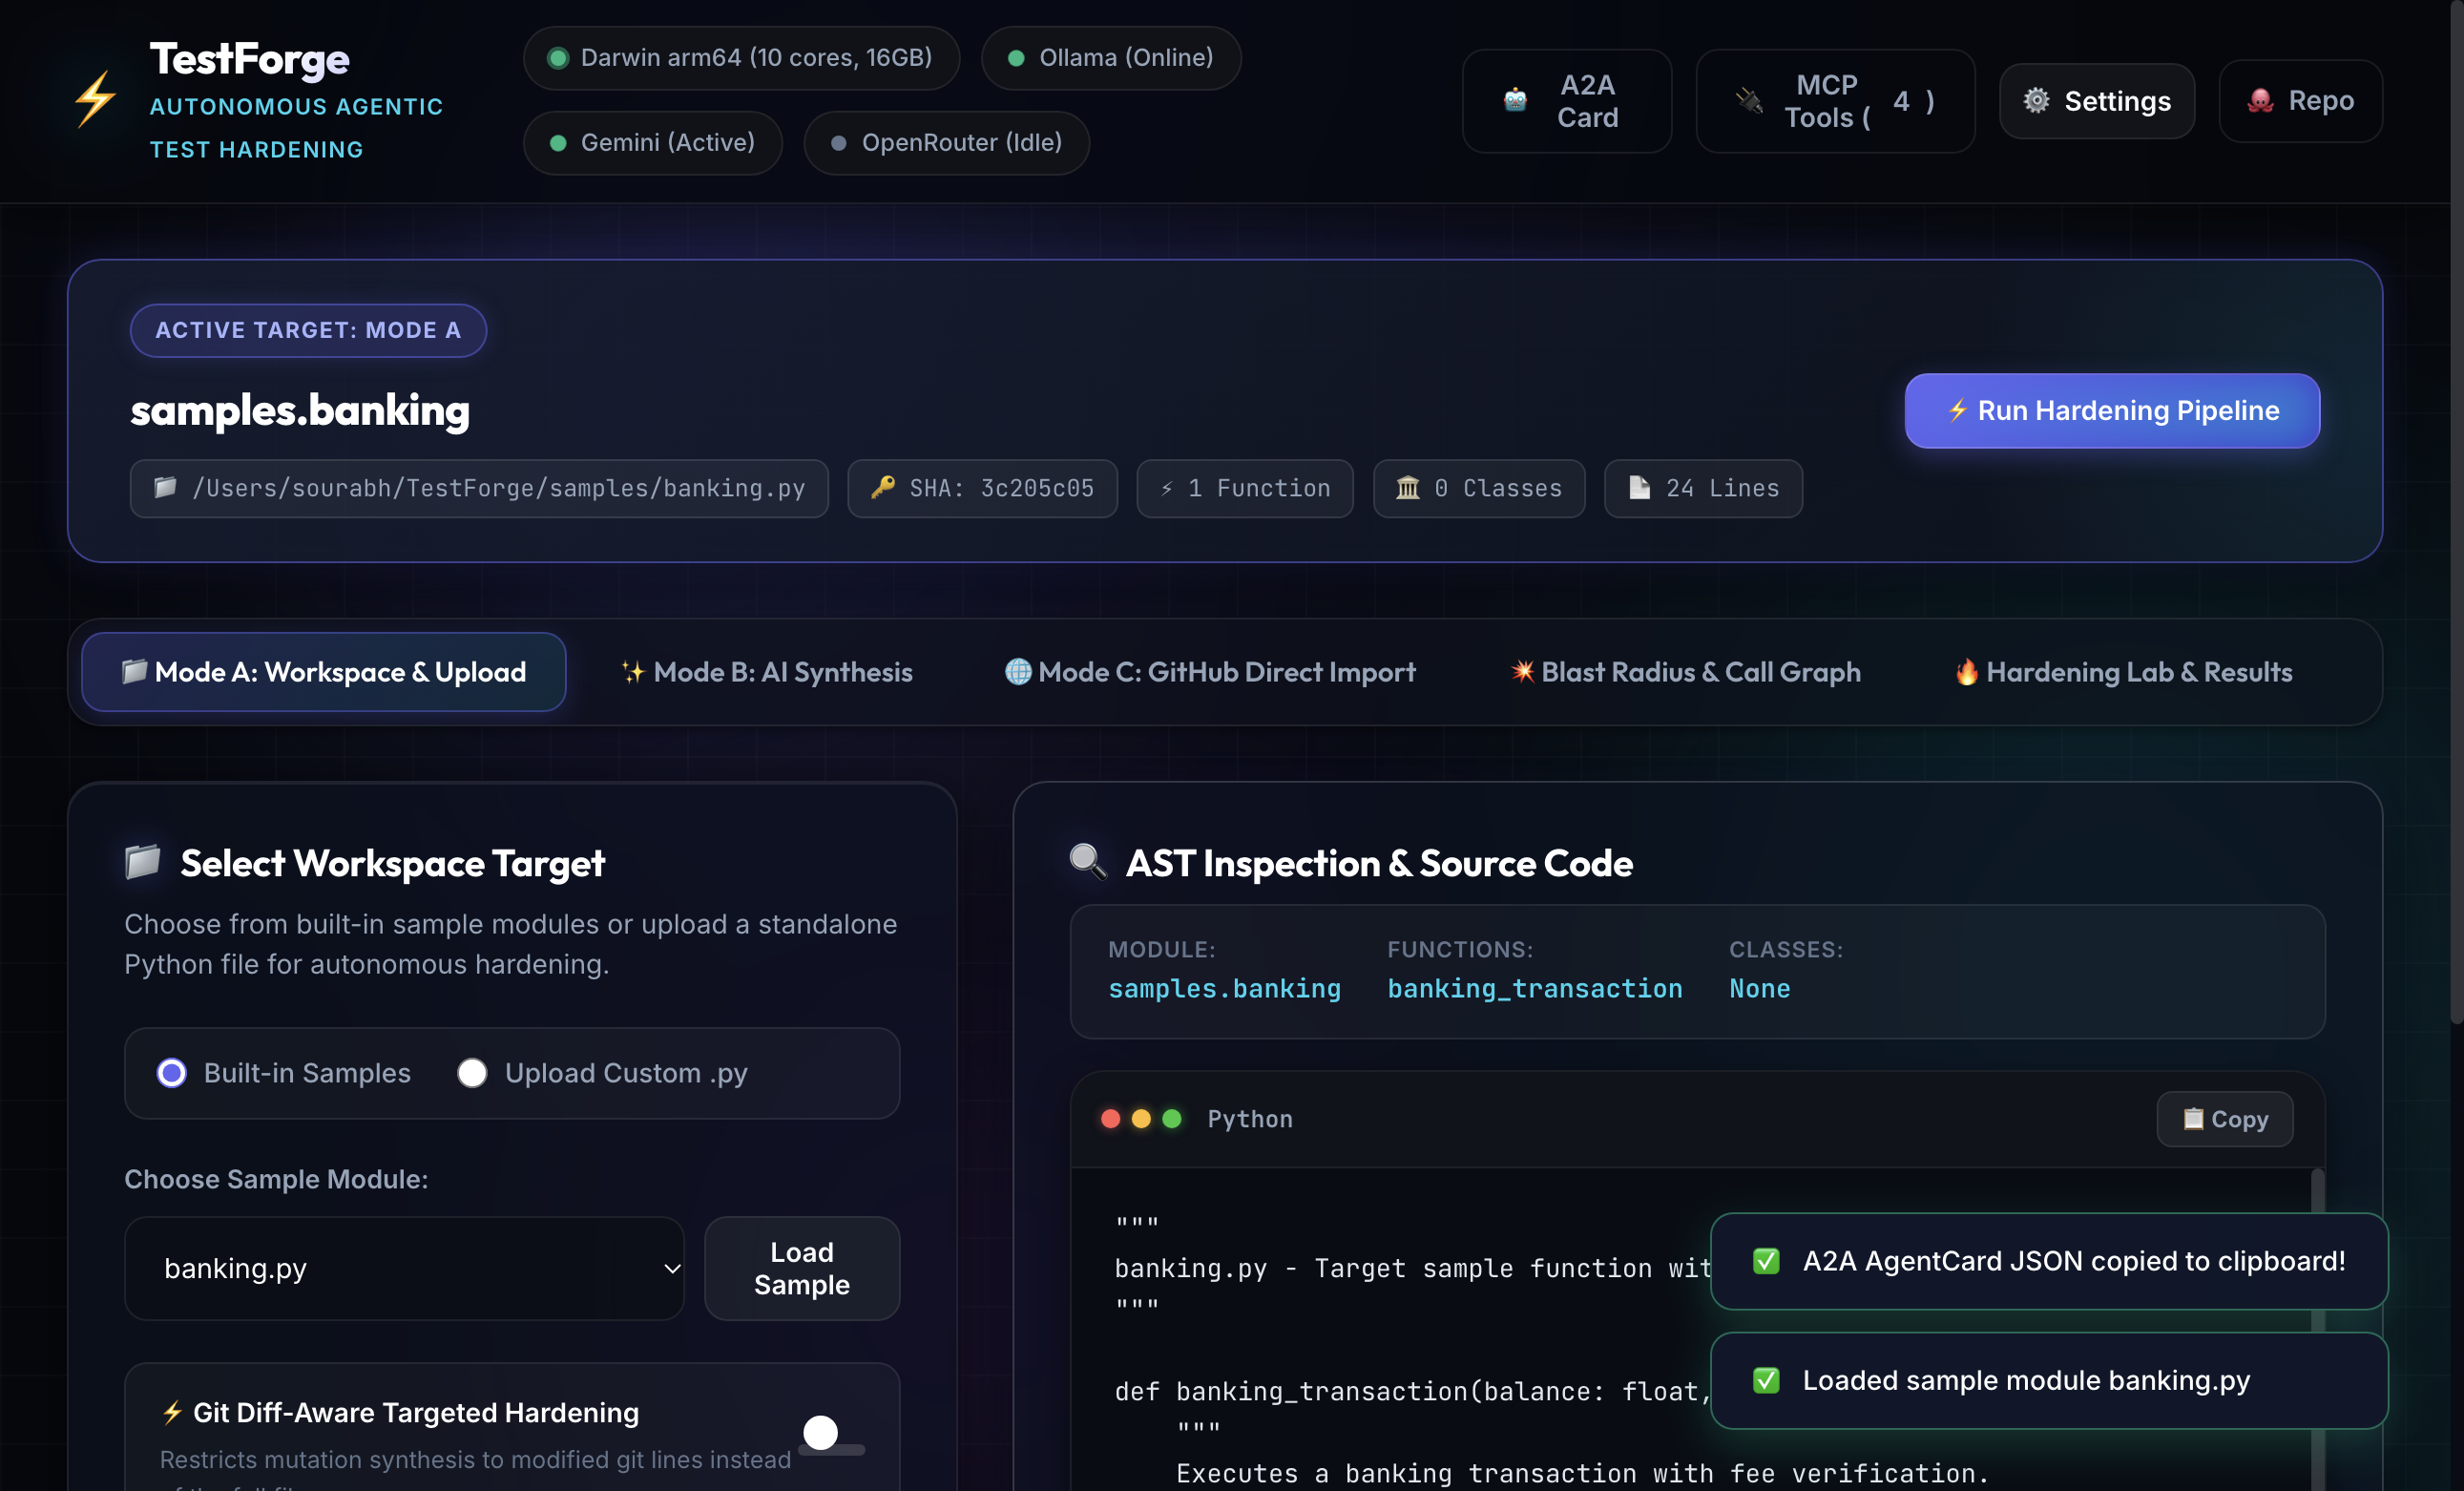 TestForge
AUTONOMOUS AGENTIC
TEST HARDENING
Darwin arm64 (10 cores, 16GB)
Ollama (Online)
Gemini (Active)
OpenRouter (Idle)
A2A
Card
MCP
Tools ( 4 )
Settings
Repo
ACTIVE TARGET: MODE A
samples.banking
/Users/sourabh/TestForge/samples/banking.py
SHA: 3c205c05
1 Function
0 Classes
24 Lines
Run Hardening Pipeline
Mode A: Workspace & Upload
Mode B: AI Synthesis
Mode C: GitHub Direct Import
Blast Radius & Call Graph
Hardening Lab & Results
Select Workspace Target
Choose from built-in sample modules or upload a standalone
Python file for autonomous hardening.
Built-in Samples
Upload Custom .py
Choose Sample Module:
banking.py
Load
Sample
Git Diff-Aware Targeted Hardening
Restricts mutation synthesis to modified git lines instead
AST Inspection & Source Code
MODULE:
samples.banking
FUNCTIONS:
banking_transaction
CLASSES:
None
Python
Copy
"""
banking.py - Target sample function wit
"""
def banking_transaction(balance: float,
"""
Executes a banking transaction with fee verification.
A2A AgentCard JSON copied to clipboard!
Loaded sample module banking.py